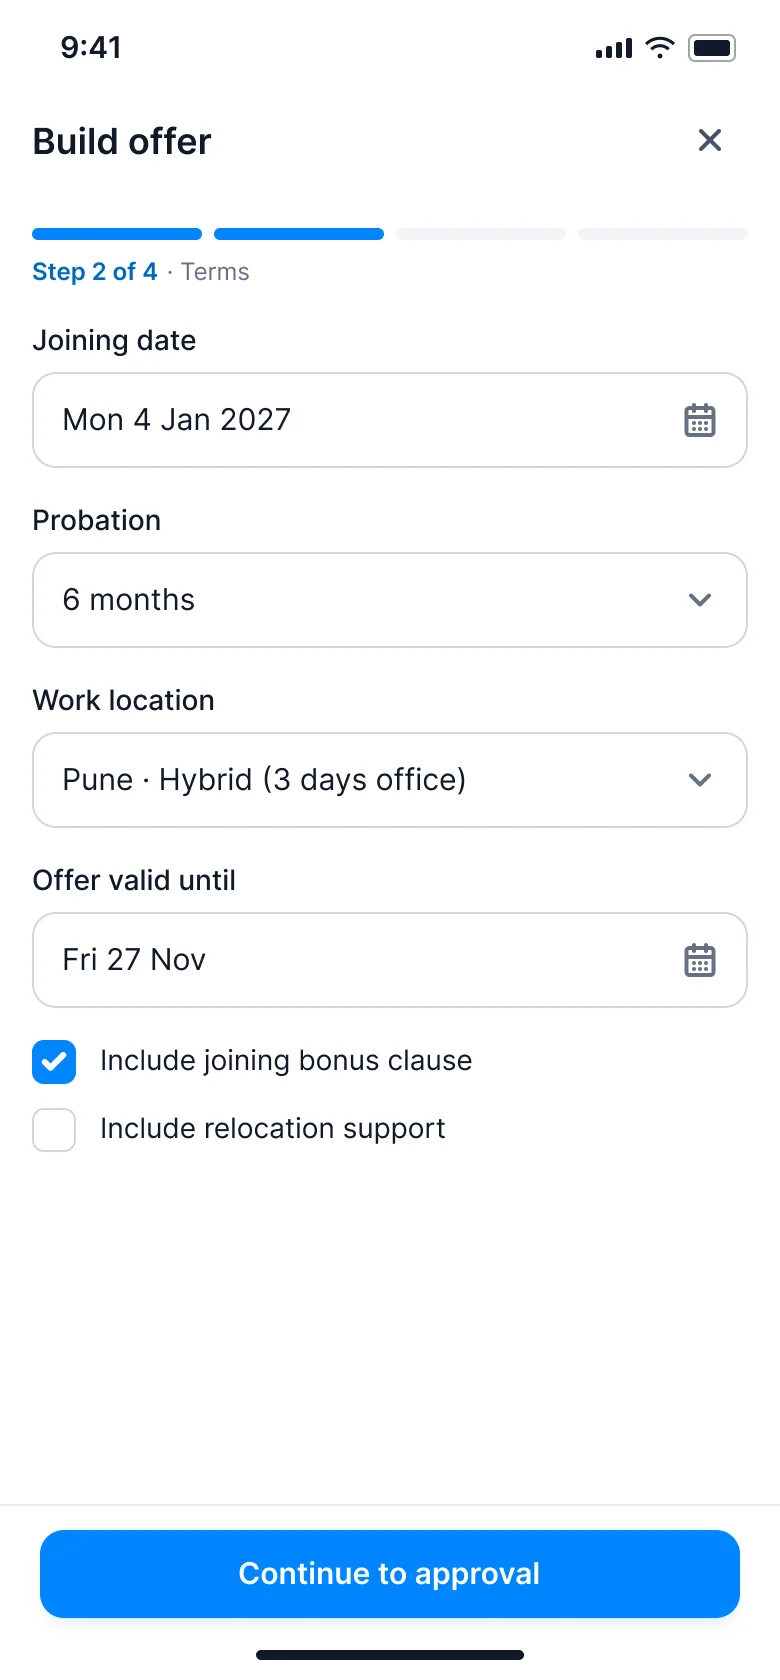 9:41
Build offer
Step 2 of 4 · Terms
Joining date
Mon 4 Jan 2027
Probation
6 months
Work location
Pune · Hybrid (3 days office)
Offer valid until
Fri 27 Nov
Include joining bonus clause
Include relocation support
Continue to approval